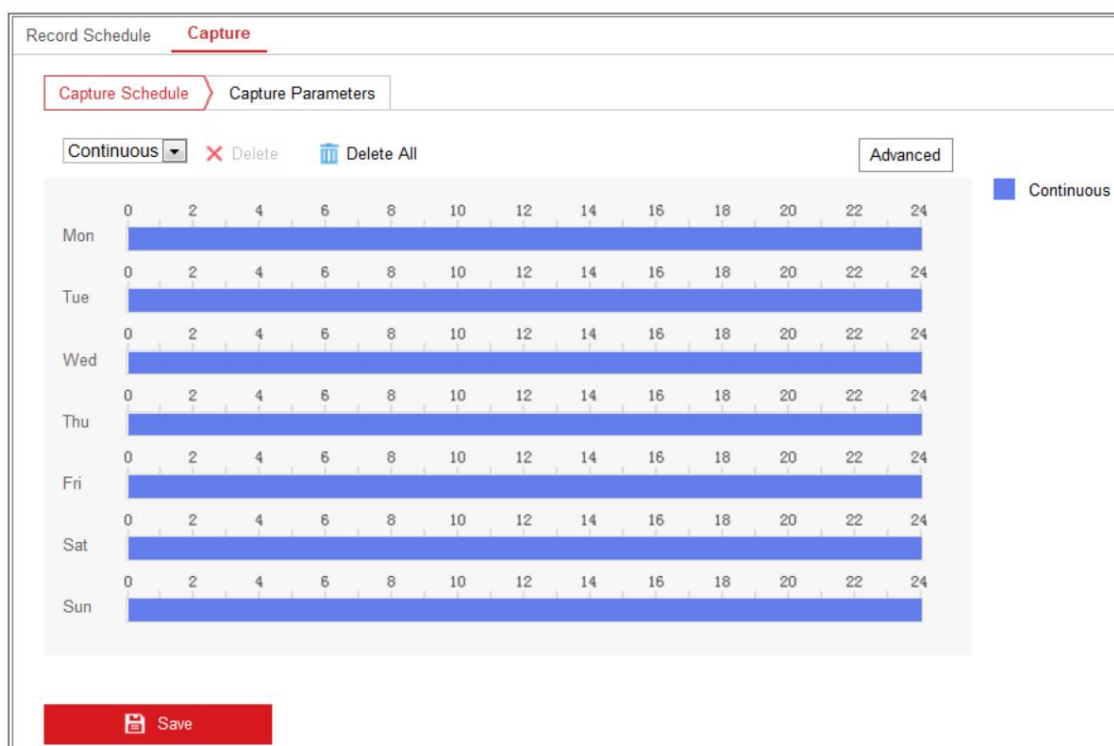 Record Schedule Capture
Capture Schedule Capture Parameters
Continuous Delete Delete All Advanced
Continuous
0 2 4 6 8 10 12 14 16 18 20 22 24
Mon
0 2 4 6 8 10 12 14 16 18 20 22 24
Tue
0 2 4 6 8 10 12 14 16 18 20 22 24
Wed
0 2 4 6 8 10 12 14 16 18 20 22 24
Thu
0 2 4 6 8 10 12 14 16 18 20 22 24
Fri
0 2 4 6 8 10 12 14 16 18 20 22 24
Sat
0 2 4 6 8 10 12 14 16 18 20 22 24
Sun
Save